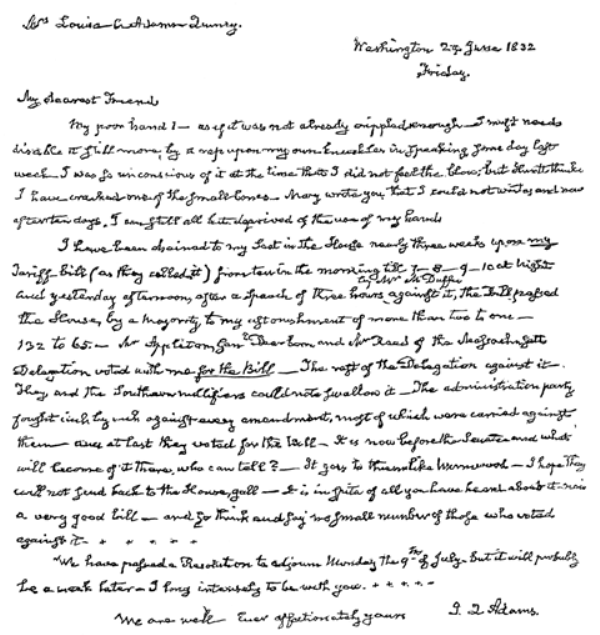 Mrs Louisa C. Adams Quincy.
Washington 29 June 1832
Friday.
My dearest Friend
My poor hand! — as if it was not already crippled enough — I must needs
disable it still more, by a rap upon my own knuckles in speaking some day last
week — I was so unconscious of it at the time that I did not feel the blow, but Huntt thinks
I have cracked one of the small bones — Mary wrote you, that I could not write and now
after ten days, I am still all but deprived of the use of my hand
I have been chained to my seat in the House nearly three weeks upon my
Tariff bill (as they called it) from ten in the morning till 7 – 8 – 9 – 10 at Night
by Mr McDuffie
and yesterday afternoon, after a speech of three hours against it, the Bill passed
the House, by a Majority to my astonishment of more than two to one —
132 to 65. — Mr Appleton, Genl Dearborn and Mr Reed of the Massachusetts
Delegation voted with me for the Bill — The rest of the Delegation against it —
They and the Southern nullifiers could not swallow it — The administration party
fought inch by inch against every amendment, most of which were carried against
them — and at last they voted for the Bill — It is now before the Senate and what
will become of it there, who can tell? — It goes to them like wormwood — I hope they
will not send back to the House, gall — It is in spite of all you have heard about it
a very good bill — and so think and say no small number of those who voted
against it — + + + + +
We have passed a Resolution to adjourn Monday the 9th of July. But it will probably
be a week later — I long intensely to be with you. + + + —
We are well Ever affectionately yours J. Q. Adams.